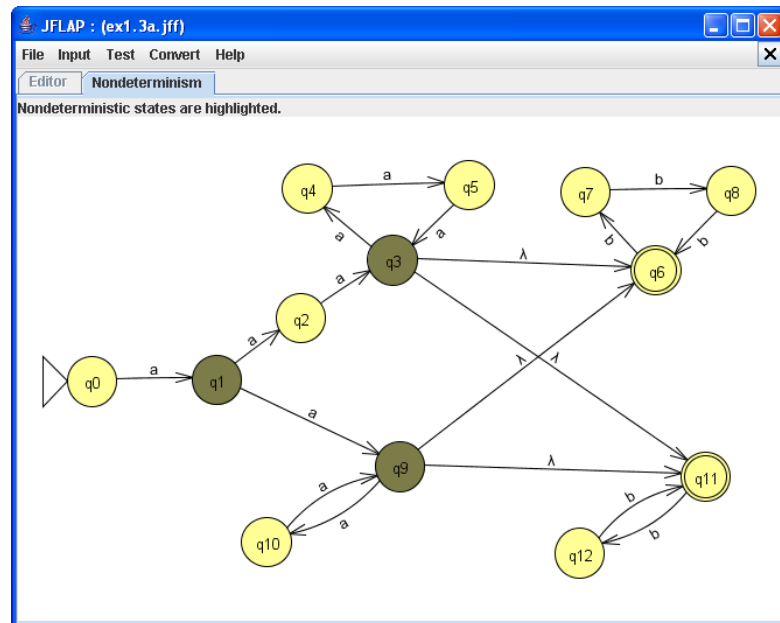 JFLAP : (ex1.3a.jff)
File Input Test Convert Help
Editor Nondeterminism
Nondeterministic states are highlighted.
q4 a q5 q7 b q8
a a b b
q3 λ q6
a
q2
a λ λ
q0 a q1
a
q9 λ q11
a b
q10 a q12 b